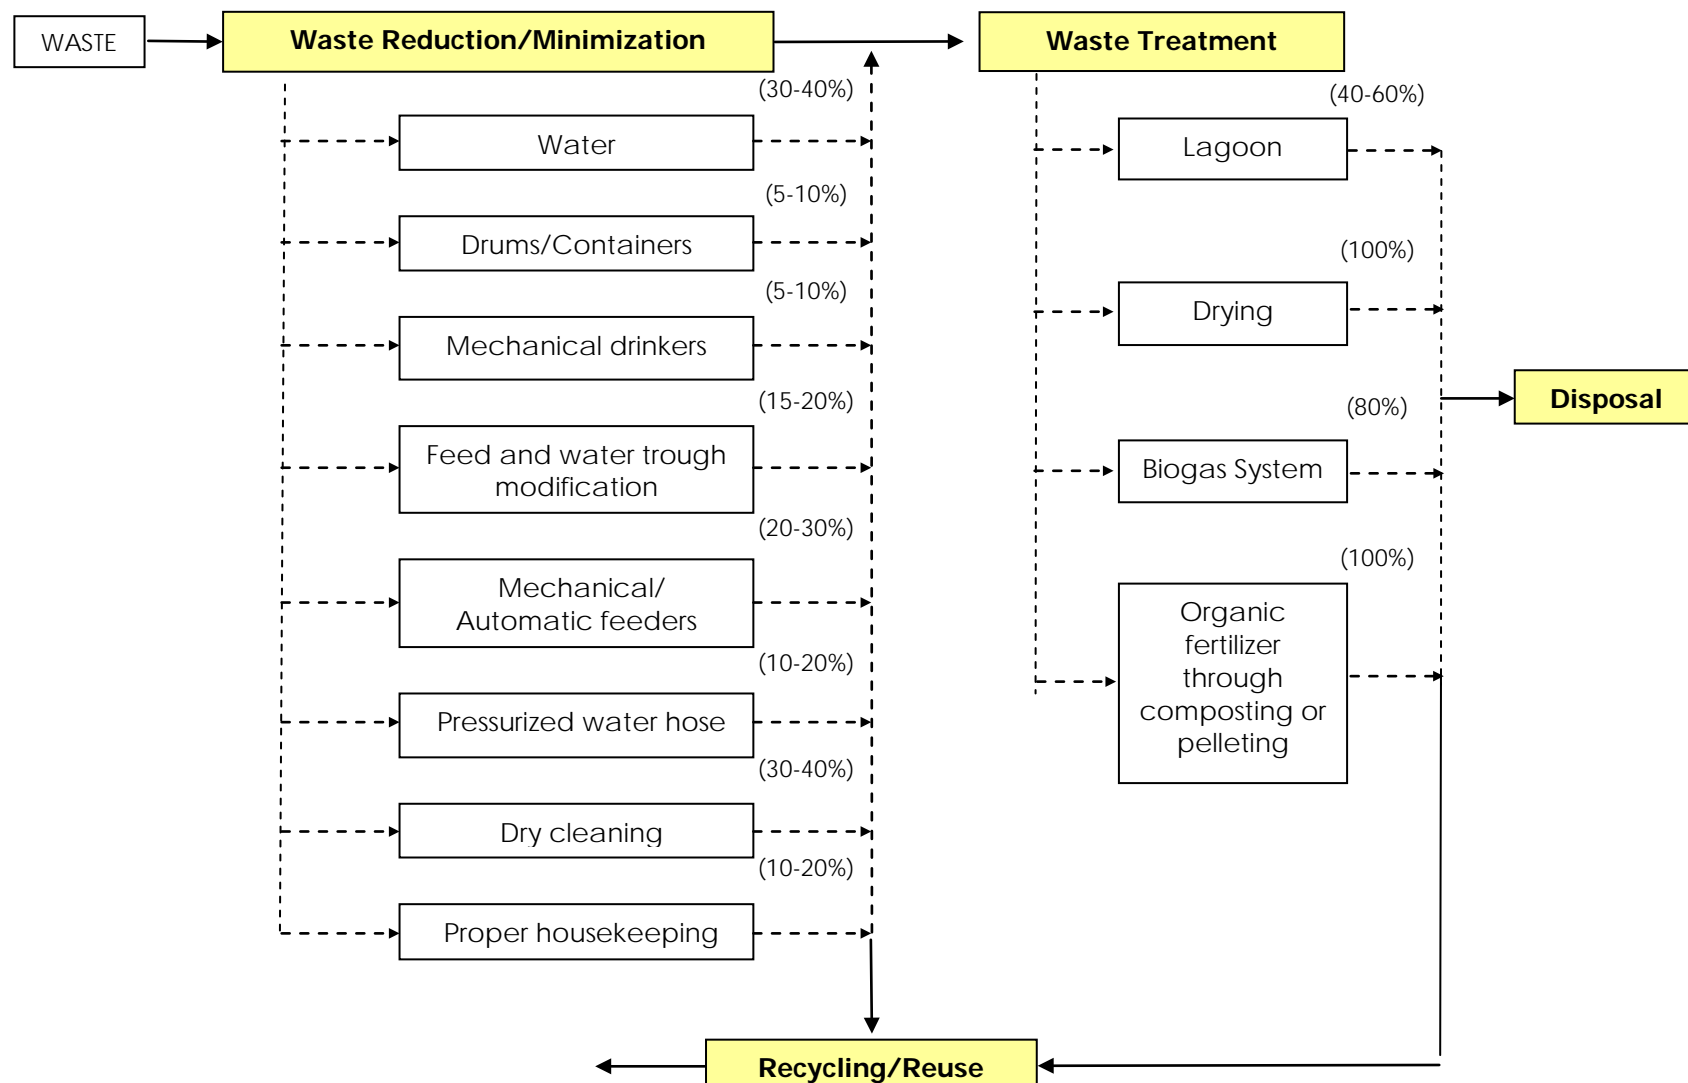 WASTE
Waste Reduction/Minimization
Waste Treatment
(30-40%)
Water
(5-10%)
Drums/Containers
(5-10%)
Mechanical drinkers
(15-20%)
Feed and water trough
modification
(20-30%)
Mechanical/
Automatic feeders
(10-20%)
Pressurized water hose
(30-40%)
Dry cleaning
(10-20%)
Proper housekeeping
(40-60%)
Lagoon
(100%)
Drying
(80%)
Biogas System
(100%)
Organic
fertilizer
through
composting or
pelleting
Disposal
Recycling/Reuse